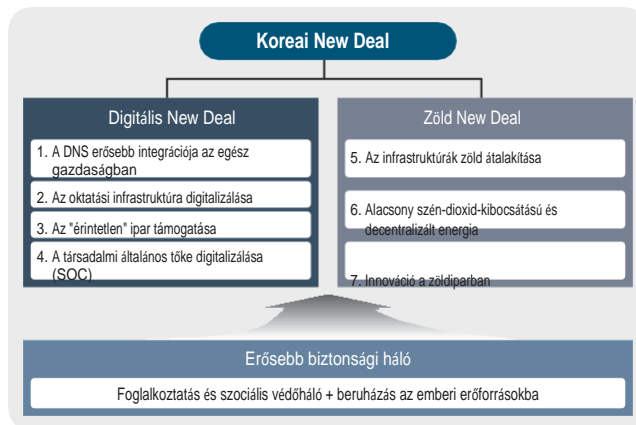 Koreai New Deal
Digitális New Deal
1. A DNS erősebb integrációja az egész
gazdaságban
2. Az oktatási infrastruktúra digitalizálása
3. Az "érintetlen" ipar támogatása
4. A társadalmi általános tőke digitalizálása
(SOC)
Zöld New Deal
5. Az infrastruktúrák zöld átalakítása
6. Alacsony szén-dioxid-kibocsátású és
decentralizált energia
7. Innováció a zöldiparban
Erősebb biztonsági háló
Foglalkoztatás és szociális védőháló + beruházás az emberi erőforrásokba